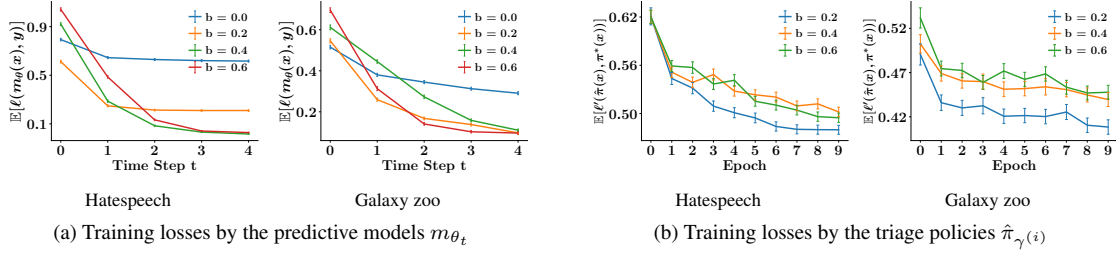 𝔼[ℓ(m_θ(x), y)]
0.9
0.5
0.1
b = 0.0
b = 0.2
b = 0.4
b = 0.6
0 1 2 3 4
Time Step t
Hatespeech
𝔼[ℓ(m_θ(x), y)]
0.6
0.4
0.2
b = 0.0
b = 0.2
b = 0.4
b = 0.6
0 1 2 3 4
Time Step t
Galaxy zoo
(a) Training losses by the predictive models m_{θ_t}
𝔼[ℓ′(π̂(x), π*(x))]
0.62
0.56
0.50
b = 0.2
b = 0.4
b = 0.6
0 1 2 3 4 5 6 7 8 9
Epoch
Hatespeech
𝔼[ℓ′(π̂(x), π*(x))]
0.52
0.47
0.42
b = 0.2
b = 0.4
b = 0.6
0 1 2 3 4 5 6 7 8 9
Epoch
Galaxy zoo
(b) Training losses by the triage policies π̂_{γ^{(i)}}